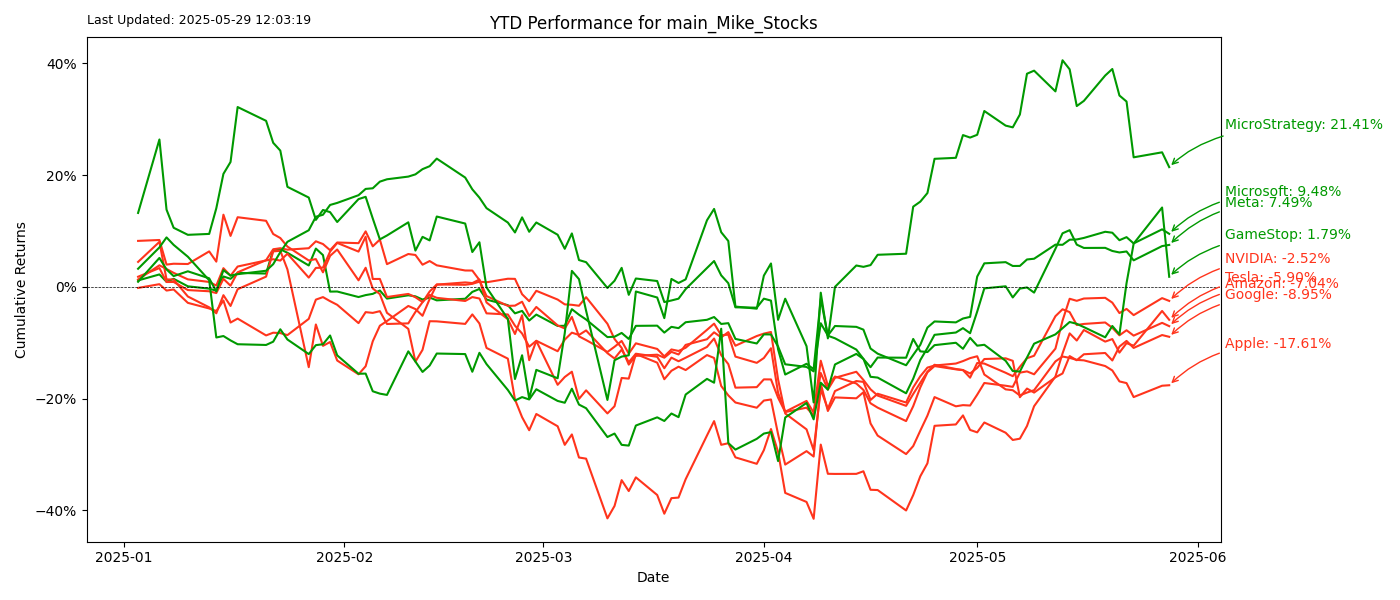 Last Updated: 2025-05-29 12:03:19
YTD Performance for main_Mike_Stocks
Cumulative Returns
40%
20%
0%
−20%
−40%
MicroStrategy: 21.41%
Microsoft: 9.48%
Meta: 7.49%
GameStop: 1.79%
NVIDIA: -2.52%
Tesla: -5.90%
Amazon: -7.04%
Google: -8.95%
Apple: -17.61%
2025-01
2025-02
2025-03
2025-04
2025-05
2025-06
Date